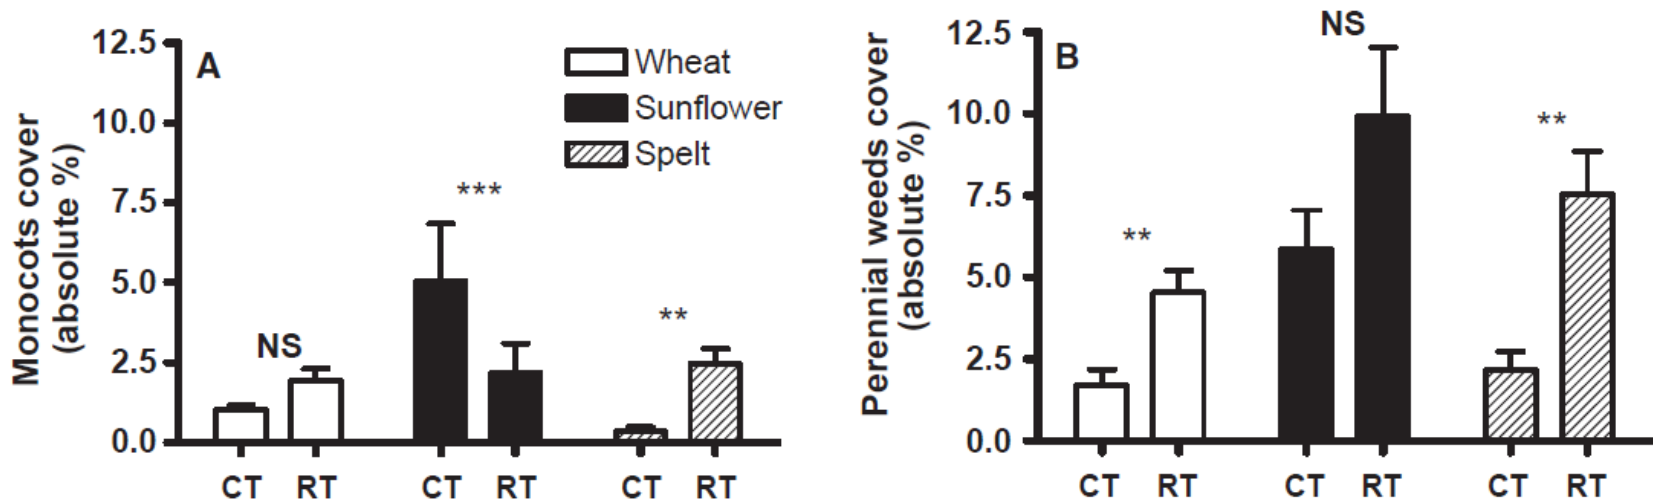 Monocots cover
(absolute %)
A
12.5
10.0
7.5
5.0
2.5
0.0
Wheat
Sunflower
Spelt
NS
***
**
CT RT CT RT CT RT
Perennial weeds cover
(absolute %)
B
12.5
10.0
7.5
5.0
2.5
0.0
**
NS
**
CT RT CT RT CT RT